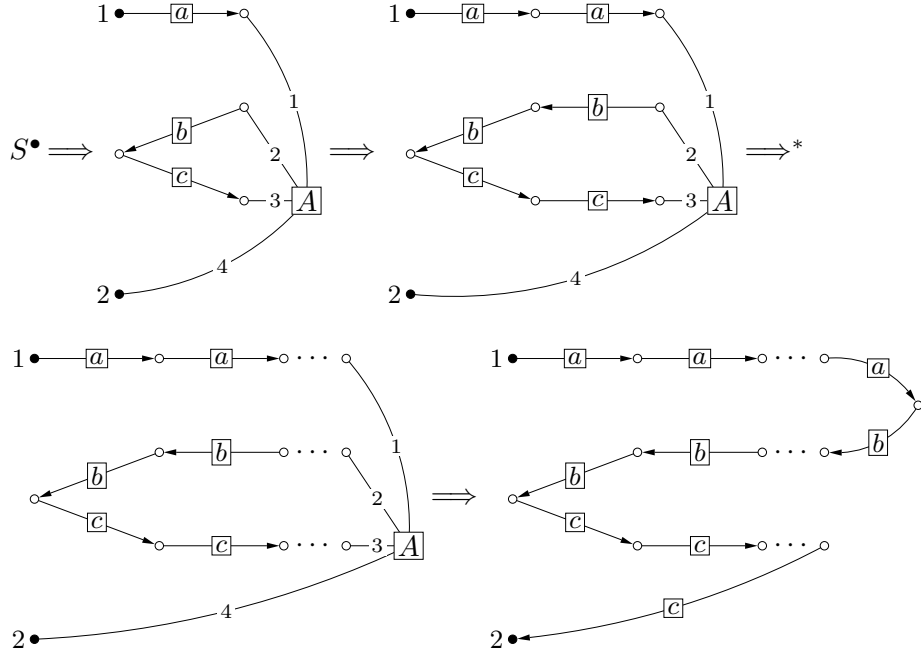 1 a a a
1 1
b b b
2 2
S• ⟹ ⟹ ⟹*
c c c
3 A 3 A
4 4
2 2
1 a a ··· 1 a a ··· a
1
b b ··· b b ··· b
2
⟹
c c ··· c c ···
3 A
4 c
2 2